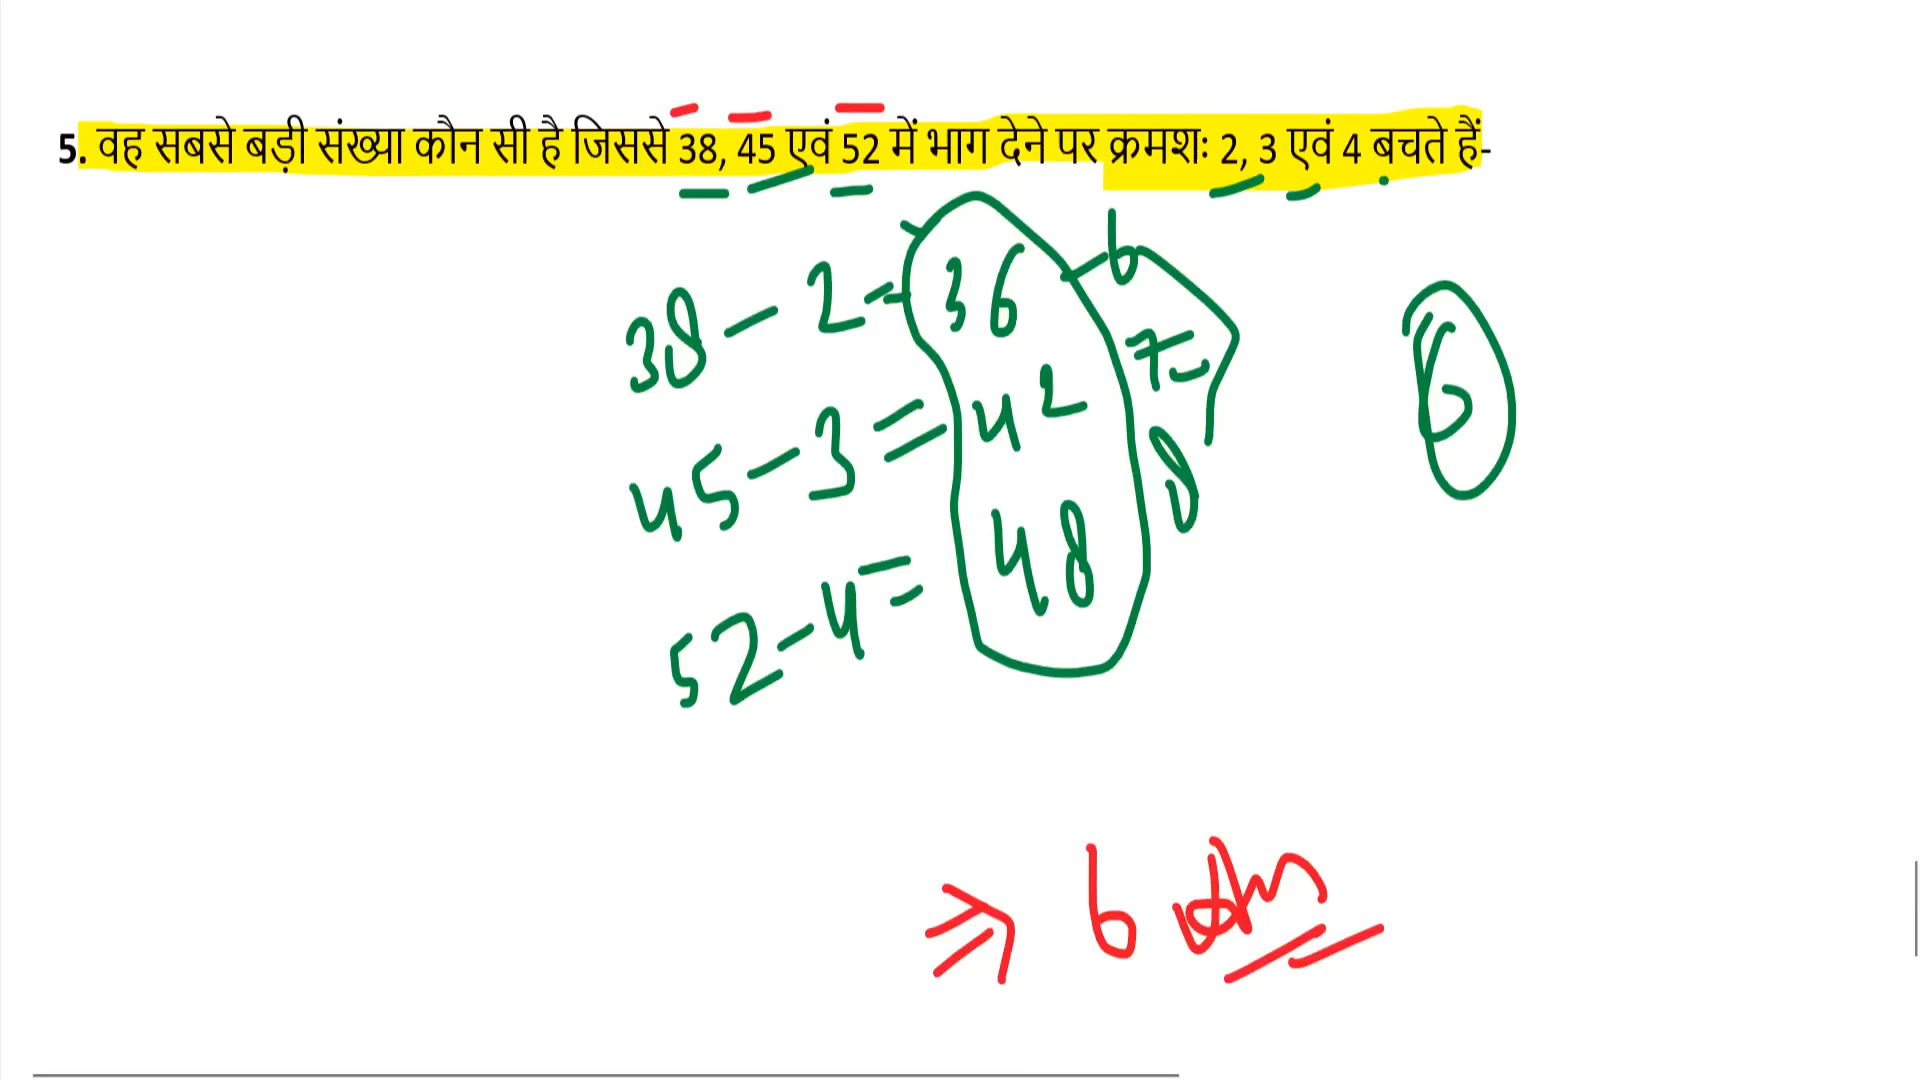 5. वह सबसे बड़ी संख्या कौन सी है जिससे 38, 45 एवं 52 में भाग देने पर क्रमशः 2, 3 एवं 4 बचते हैं-
38 - 2 = 36 - 6
45 - 3 = 42 7
52 - 4 = 48 8
6
⇒ 6 Ans